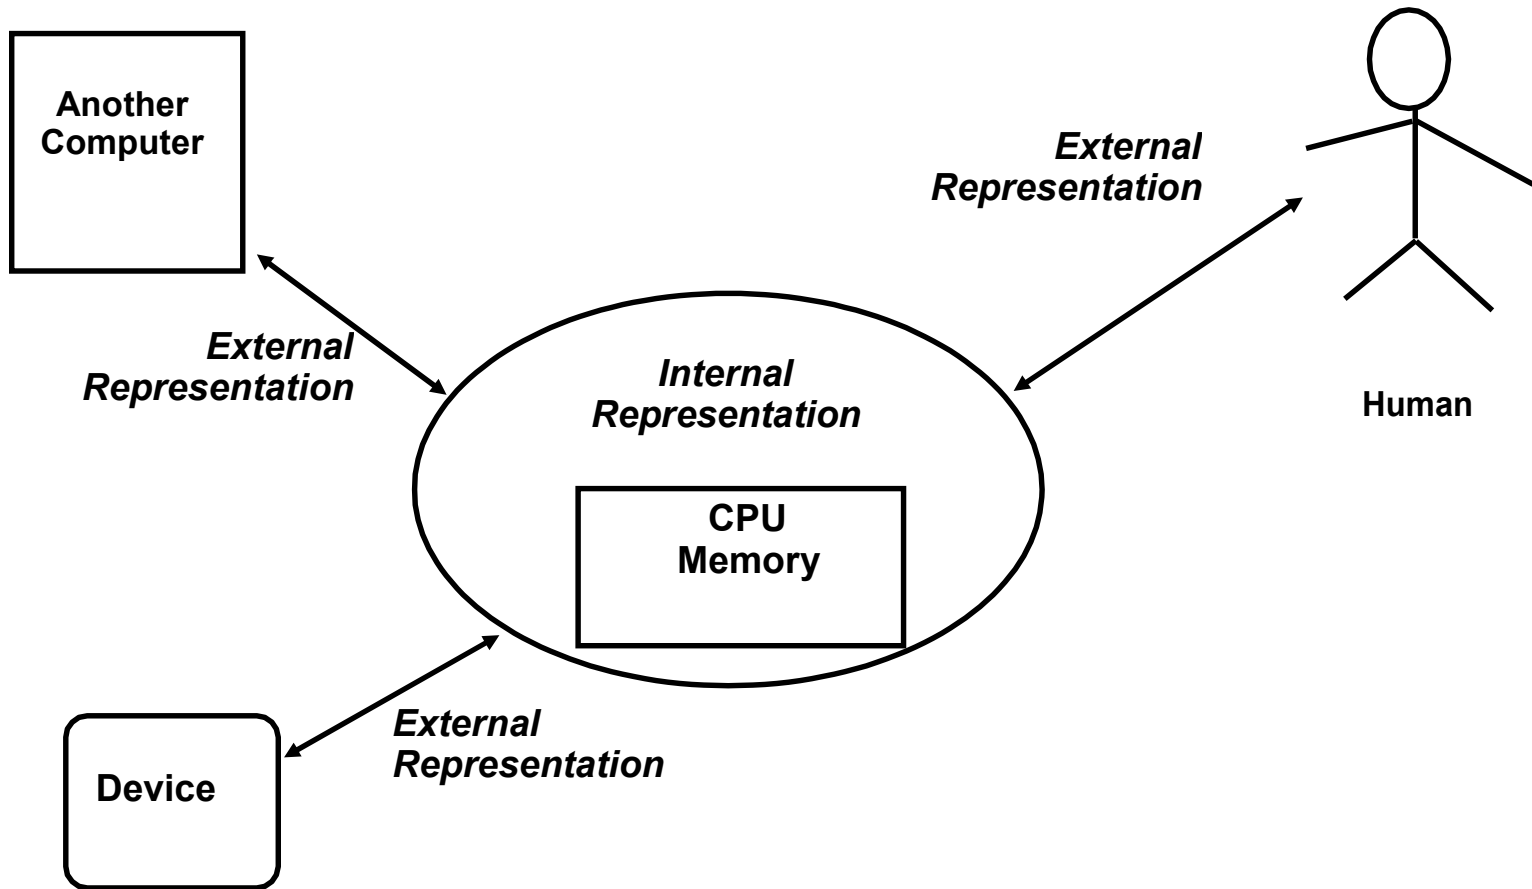 Another
Computer
External
Representation
External
Representation
Internal
Representation
Human
CPU
Memory
External
Representation
Device